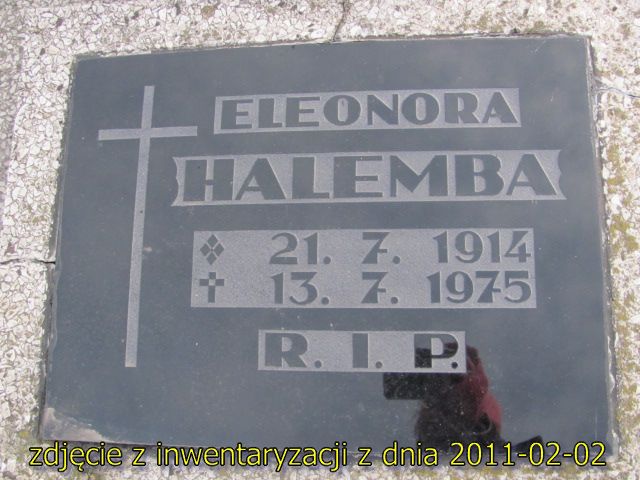 ELEONORA
HALEMBA
21. 7. 1914
13. 7. 1975
R. I. P.
zdjęcie z inwentaryzacji z dnia 2011-02-02